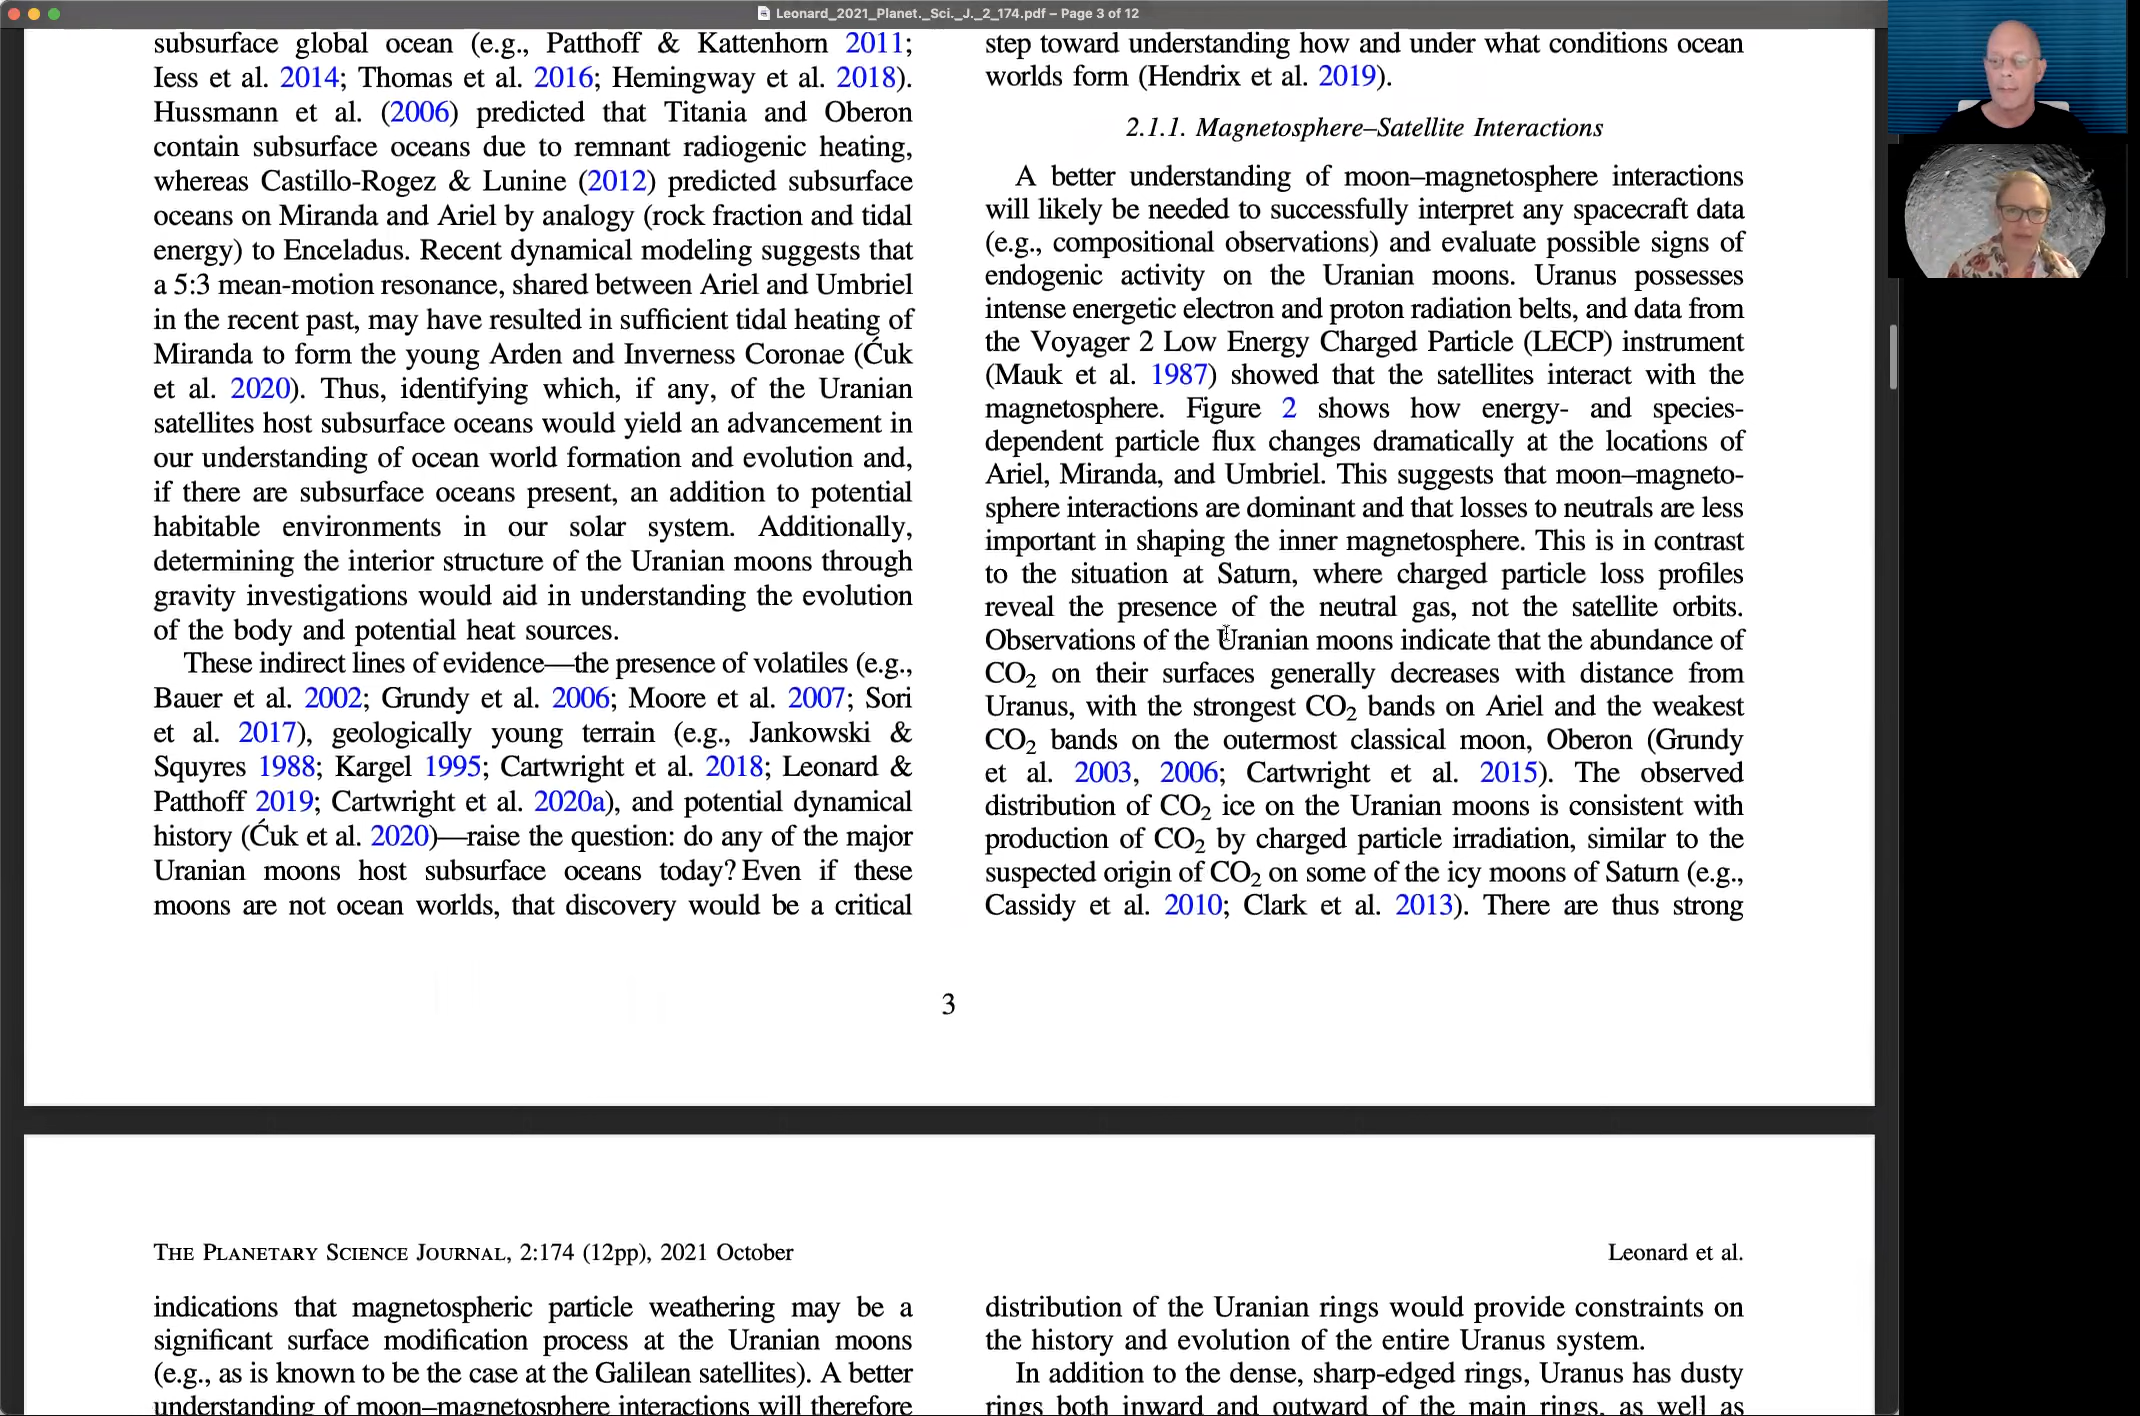 Leonard_2021_Planet._Sci._J._2_174.pdf – Page 3 of 12
subsurface global ocean (e.g., Patthoff & Kattenhorn 2011;
Iess et al. 2014; Thomas et al. 2016; Hemingway et al. 2018).
Hussmann et al. (2006) predicted that Titania and Oberon
contain subsurface oceans due to remnant radiogenic heating,
whereas Castillo-Rogez & Lunine (2012) predicted subsurface
oceans on Miranda and Ariel by analogy (rock fraction and tidal
energy) to Enceladus. Recent dynamical modeling suggests that
a 5:3 mean-motion resonance, shared between Ariel and Umbriel
in the recent past, may have resulted in sufficient tidal heating of
Miranda to form the young Arden and Inverness Coronae (Ćuk
et al. 2020). Thus, identifying which, if any, of the Uranian
satellites host subsurface oceans would yield an advancement in
our understanding of ocean world formation and evolution and,
if there are subsurface oceans present, an addition to potential
habitable environments in our solar system. Additionally,
determining the interior structure of the Uranian moons through
gravity investigations would aid in understanding the evolution
of the body and potential heat sources.
These indirect lines of evidence—the presence of volatiles (e.g.,
Bauer et al. 2002; Grundy et al. 2006; Moore et al. 2007; Sori
et al. 2017), geologically young terrain (e.g., Jankowski &
Squyres 1988; Kargel 1995; Cartwright et al. 2018; Leonard &
Patthoff 2019; Cartwright et al. 2020a), and potential dynamical
history (Ćuk et al. 2020)—raise the question: do any of the major
Uranian moons host subsurface oceans today? Even if these
moons are not ocean worlds, that discovery would be a critical
step toward understanding how and under what conditions ocean
worlds form (Hendrix et al. 2019).
2.1.1. Magnetosphere–Satellite Interactions
A better understanding of moon–magnetosphere interactions
will likely be needed to successfully interpret any spacecraft data
(e.g., compositional observations) and evaluate possible signs of
endogenic activity on the Uranian moons. Uranus possesses
intense energetic electron and proton radiation belts, and data from
the Voyager 2 Low Energy Charged Particle (LECP) instrument
(Mauk et al. 1987) showed that the satellites interact with the
magnetosphere. Figure 2 shows how energy- and species-
dependent particle flux changes dramatically at the locations of
Ariel, Miranda, and Umbriel. This suggests that moon–magneto-
sphere interactions are dominant and that losses to neutrals are less
important in shaping the inner magnetosphere. This is in contrast
to the situation at Saturn, where charged particle loss profiles
reveal the presence of the neutral gas, not the satellite orbits.
Observations of the Uranian moons indicate that the abundance of
CO2 on their surfaces generally decreases with distance from
Uranus, with the strongest CO2 bands on Ariel and the weakest
CO2 bands on the outermost classical moon, Oberon (Grundy
et al. 2003, 2006; Cartwright et al. 2015). The observed
distribution of CO2 ice on the Uranian moons is consistent with
production of CO2 by charged particle irradiation, similar to the
suspected origin of CO2 on some of the icy moons of Saturn (e.g.,
Cassidy et al. 2010; Clark et al. 2013). There are thus strong
3
THE PLANETARY SCIENCE JOURNAL, 2:174 (12pp), 2021 October
Leonard et al.
indications that magnetospheric particle weathering may be a
significant surface modification process at the Uranian moons
(e.g., as is known to be the case at the Galilean satellites). A better
understanding of moon–magnetosphere interactions will therefore
distribution of the Uranian rings would provide constraints on
the history and evolution of the entire Uranus system.
In addition to the dense, sharp-edged rings, Uranus has dusty
rings both inward and outward of the main rings, as well as